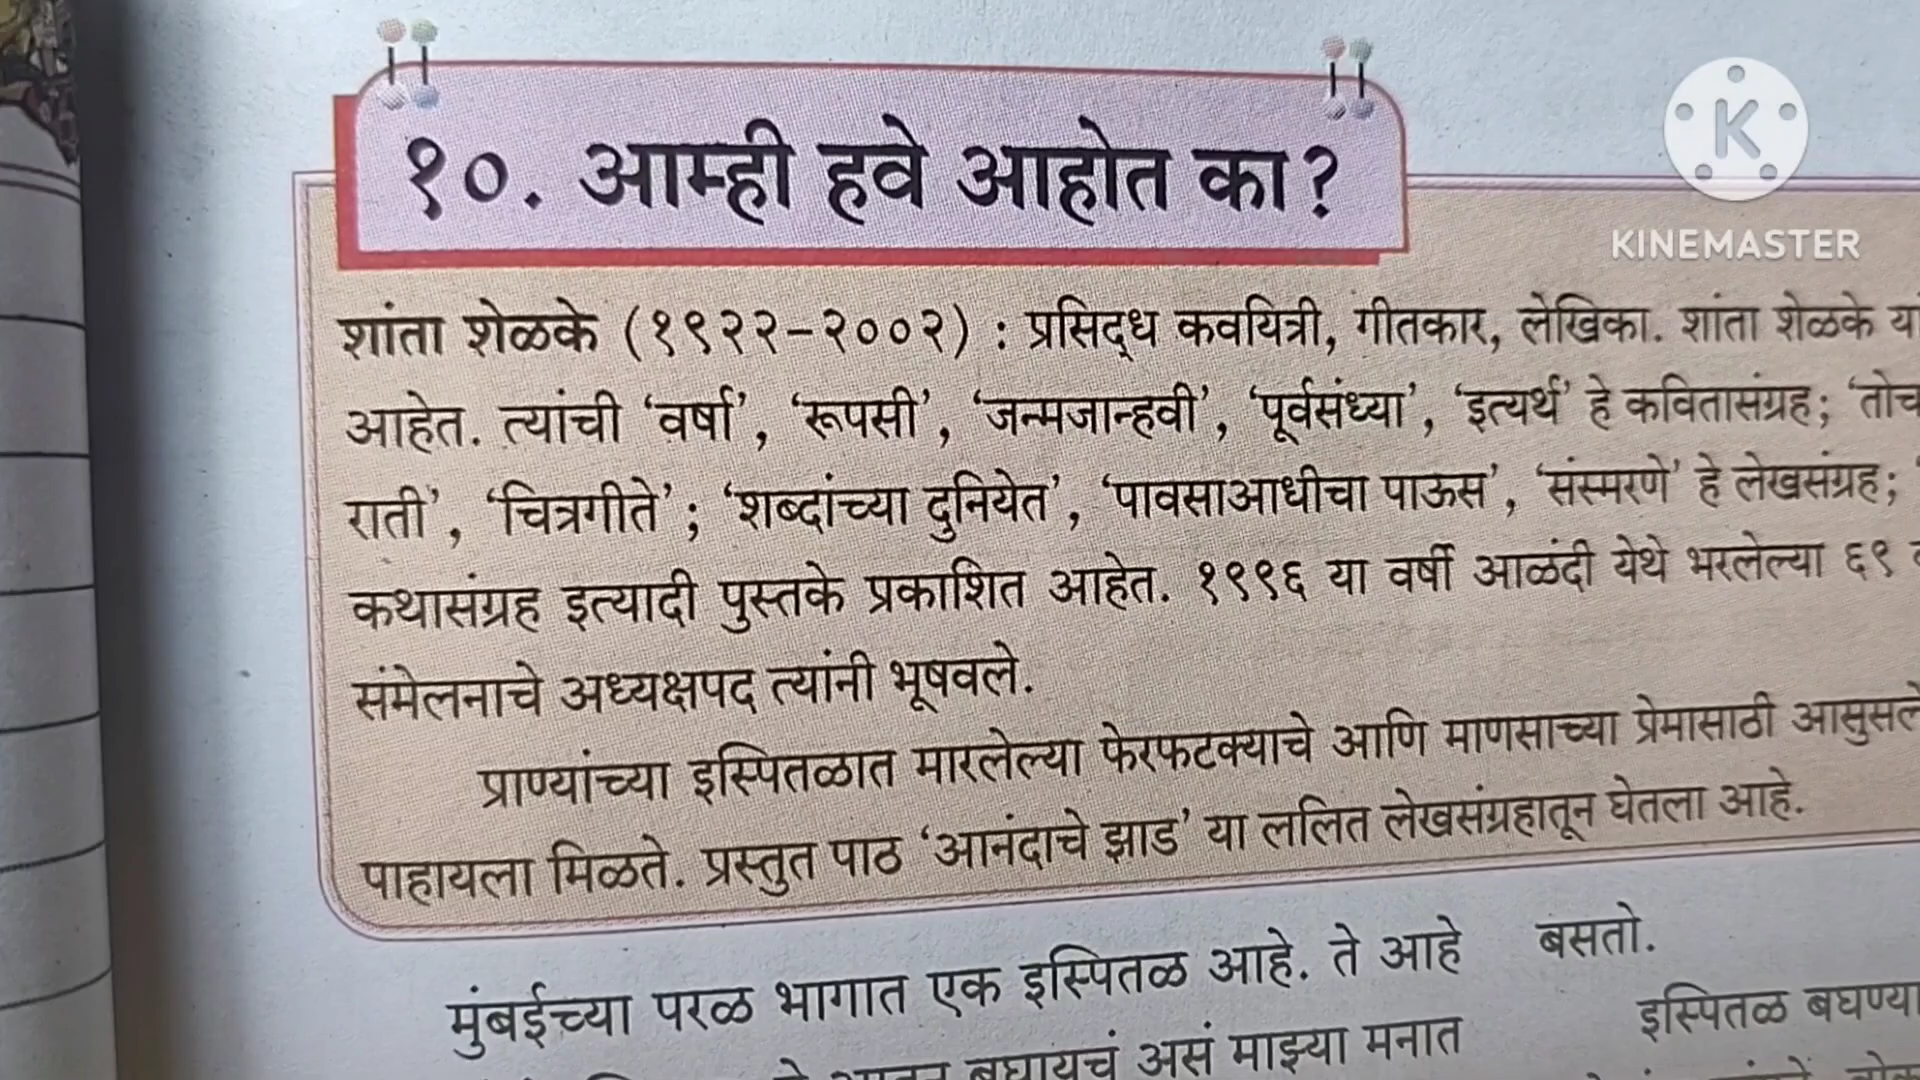 १०. आम्ही हवे आहोत का?
KINEMASTER
शांता शेळके (१९२२-२००२) : प्रसिद्ध कवयित्री, गीतकार, लेखिका. शांता शेळके
आहेत. त्यांची ‘वर्षा’, ‘रूपसी’, ‘जन्मजान्हवी’, ‘पूर्वसंध्या’, ‘इत्यर्थ’ हे कवितासंग्रह;
राती’, ‘चित्रगीते’; ‘शब्दांच्या दुनियेत’, ‘पावसाआधीचा पाऊस’, ‘संस्मरणे’ हे लेखसंग्रह;
कथासंग्रह इत्यादी पुस्तके प्रकाशित आहेत. १९९६ या वर्षी आळंदी येथे भरलेल्या ६९
संमेलनाचे अध्यक्षपद त्यांनी भूषवले.
प्राण्यांच्या इस्पितळात मारलेल्या फेरफटक्याचे आणि माणसाच्या प्रेमासाठी
पाहायला मिळते. प्रस्तुत पाठ ‘आनंदाचे झाड’ या ललित लेखसंग्रहातून घेतला आहे.
मुंबईच्या परळ भागात एक इस्पितळ आहे. ते आहे
बघायचं असं माझ्या मनात
बसतो.
इस्पितळ